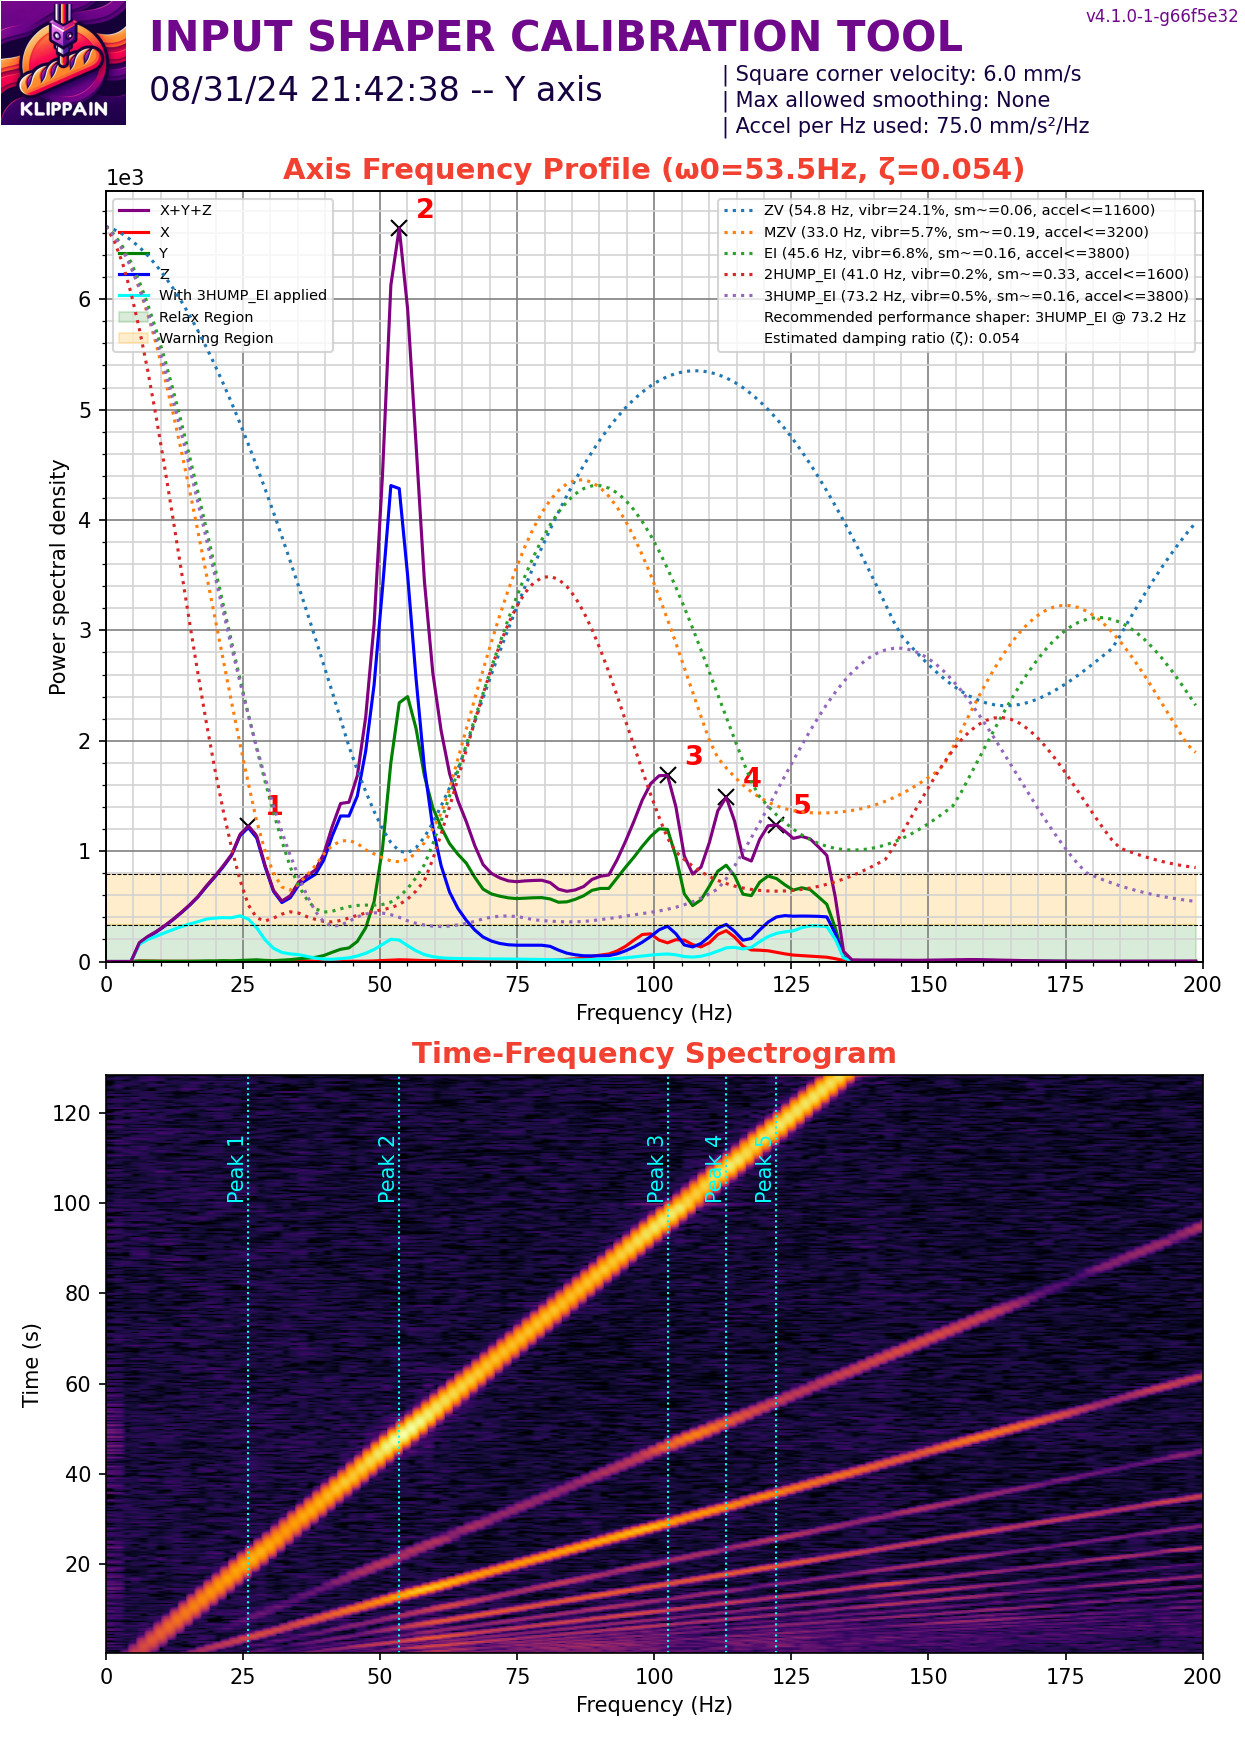 v4.1.0-1-g66f5e32
INPUT SHAPER CALIBRATION TOOL
08/31/24 21:42:38 -- Y axis
| Square corner velocity: 6.0 mm/s
| Max allowed smoothing: None
| Accel per Hz used: 75.0 mm/s²/Hz
KLIPPAIN
Axis Frequency Profile (ω0=53.5Hz, ζ=0.054)
1e3
X+Y+Z
X
Y
Z
With 3HUMP_EI applied
Relax Region
Warning Region
ZV (54.8 Hz, vibr=24.1%, sm~=0.06, accel<=11600)
MZV (33.0 Hz, vibr=5.7%, sm~=0.19, accel<=3200)
EI (45.6 Hz, vibr=6.8%, sm~=0.16, accel<=3800)
2HUMP_EI (41.0 Hz, vibr=0.2%, sm~=0.33, accel<=1600)
3HUMP_EI (73.2 Hz, vibr=0.5%, sm~=0.16, accel<=3800)
Recommended performance shaper: 3HUMP_EI @ 73.2 Hz
Estimated damping ratio (ζ): 0.054
Power spectral density
6
5
4
3
2
1
0
1
2
3
4
5
0 25 50 75 100 125 150 175 200
Frequency (Hz)
Time-Frequency Spectrogram
Time (s)
120
100
80
60
40
20
Peak 1
Peak 2
Peak 3
Peak 4
Peak 5
0 25 50 75 100 125 150 175 200
Frequency (Hz)